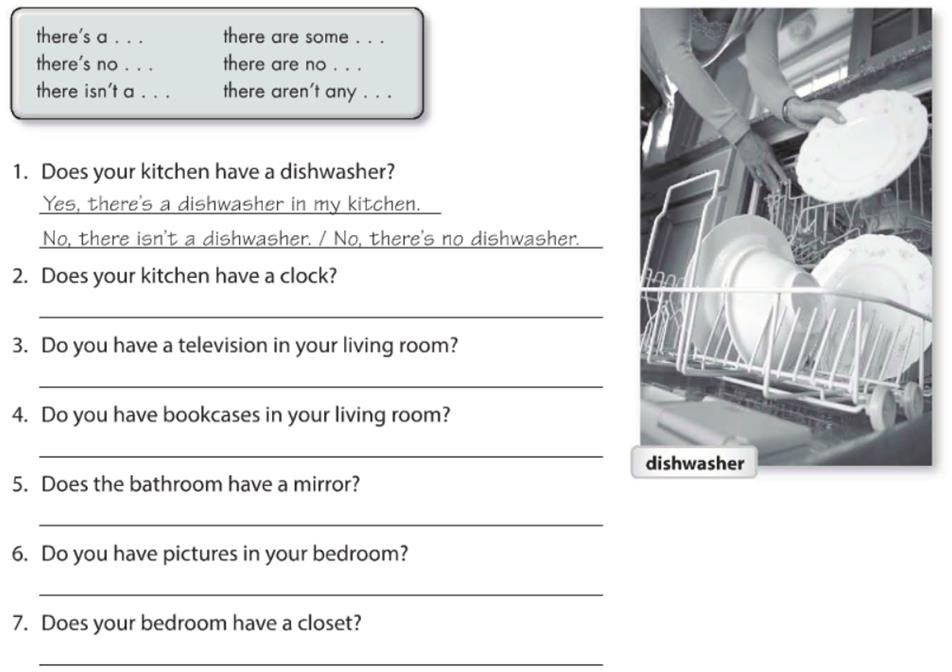 there's a . . .
there's no . . .
there isn't a . . .
there are some . . .
there are no . . .
there aren't any . . .
1. Does your kitchen have a dishwasher?
Yes, there's a dishwasher in my kitchen.
No, there isn't a dishwasher. / No, there's no dishwasher.
2. Does your kitchen have a clock?
3. Do you have a television in your living room?
4. Do you have bookcases in your living room?
5. Does the bathroom have a mirror?
6. Do you have pictures in your bedroom?
7. Does your bedroom have a closet?
dishwasher